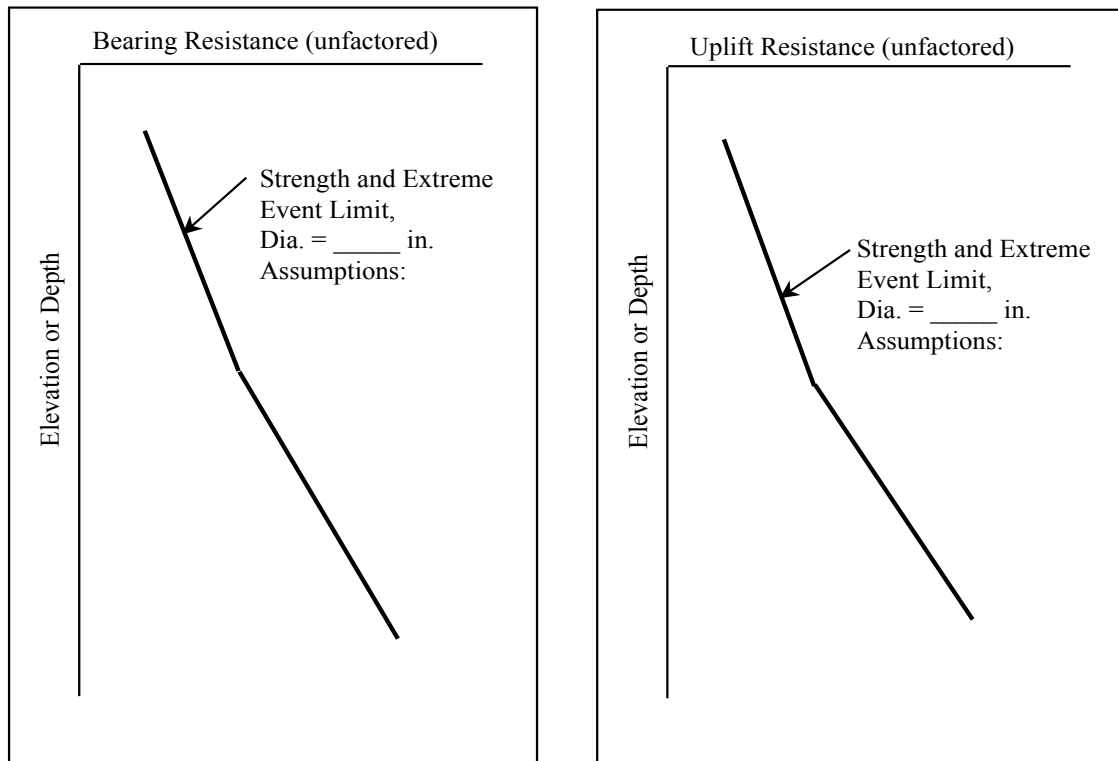 Bearing Resistance (unfactored)
Elevation or Depth
Strength and Extreme
Event Limit,
Dia. = _____ in.
Assumptions:
Uplift Resistance (unfactored)
Elevation or Depth
Strength and Extreme
Event Limit,
Dia. = _____ in.
Assumptions: